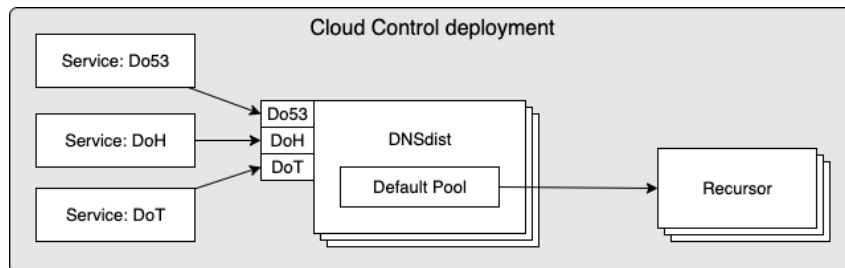 Cloud Control deployment
Service: Do53
Service: DoH
Service: DoT
Do53
DoH
DoT
DNSdist
Default Pool
Recursor